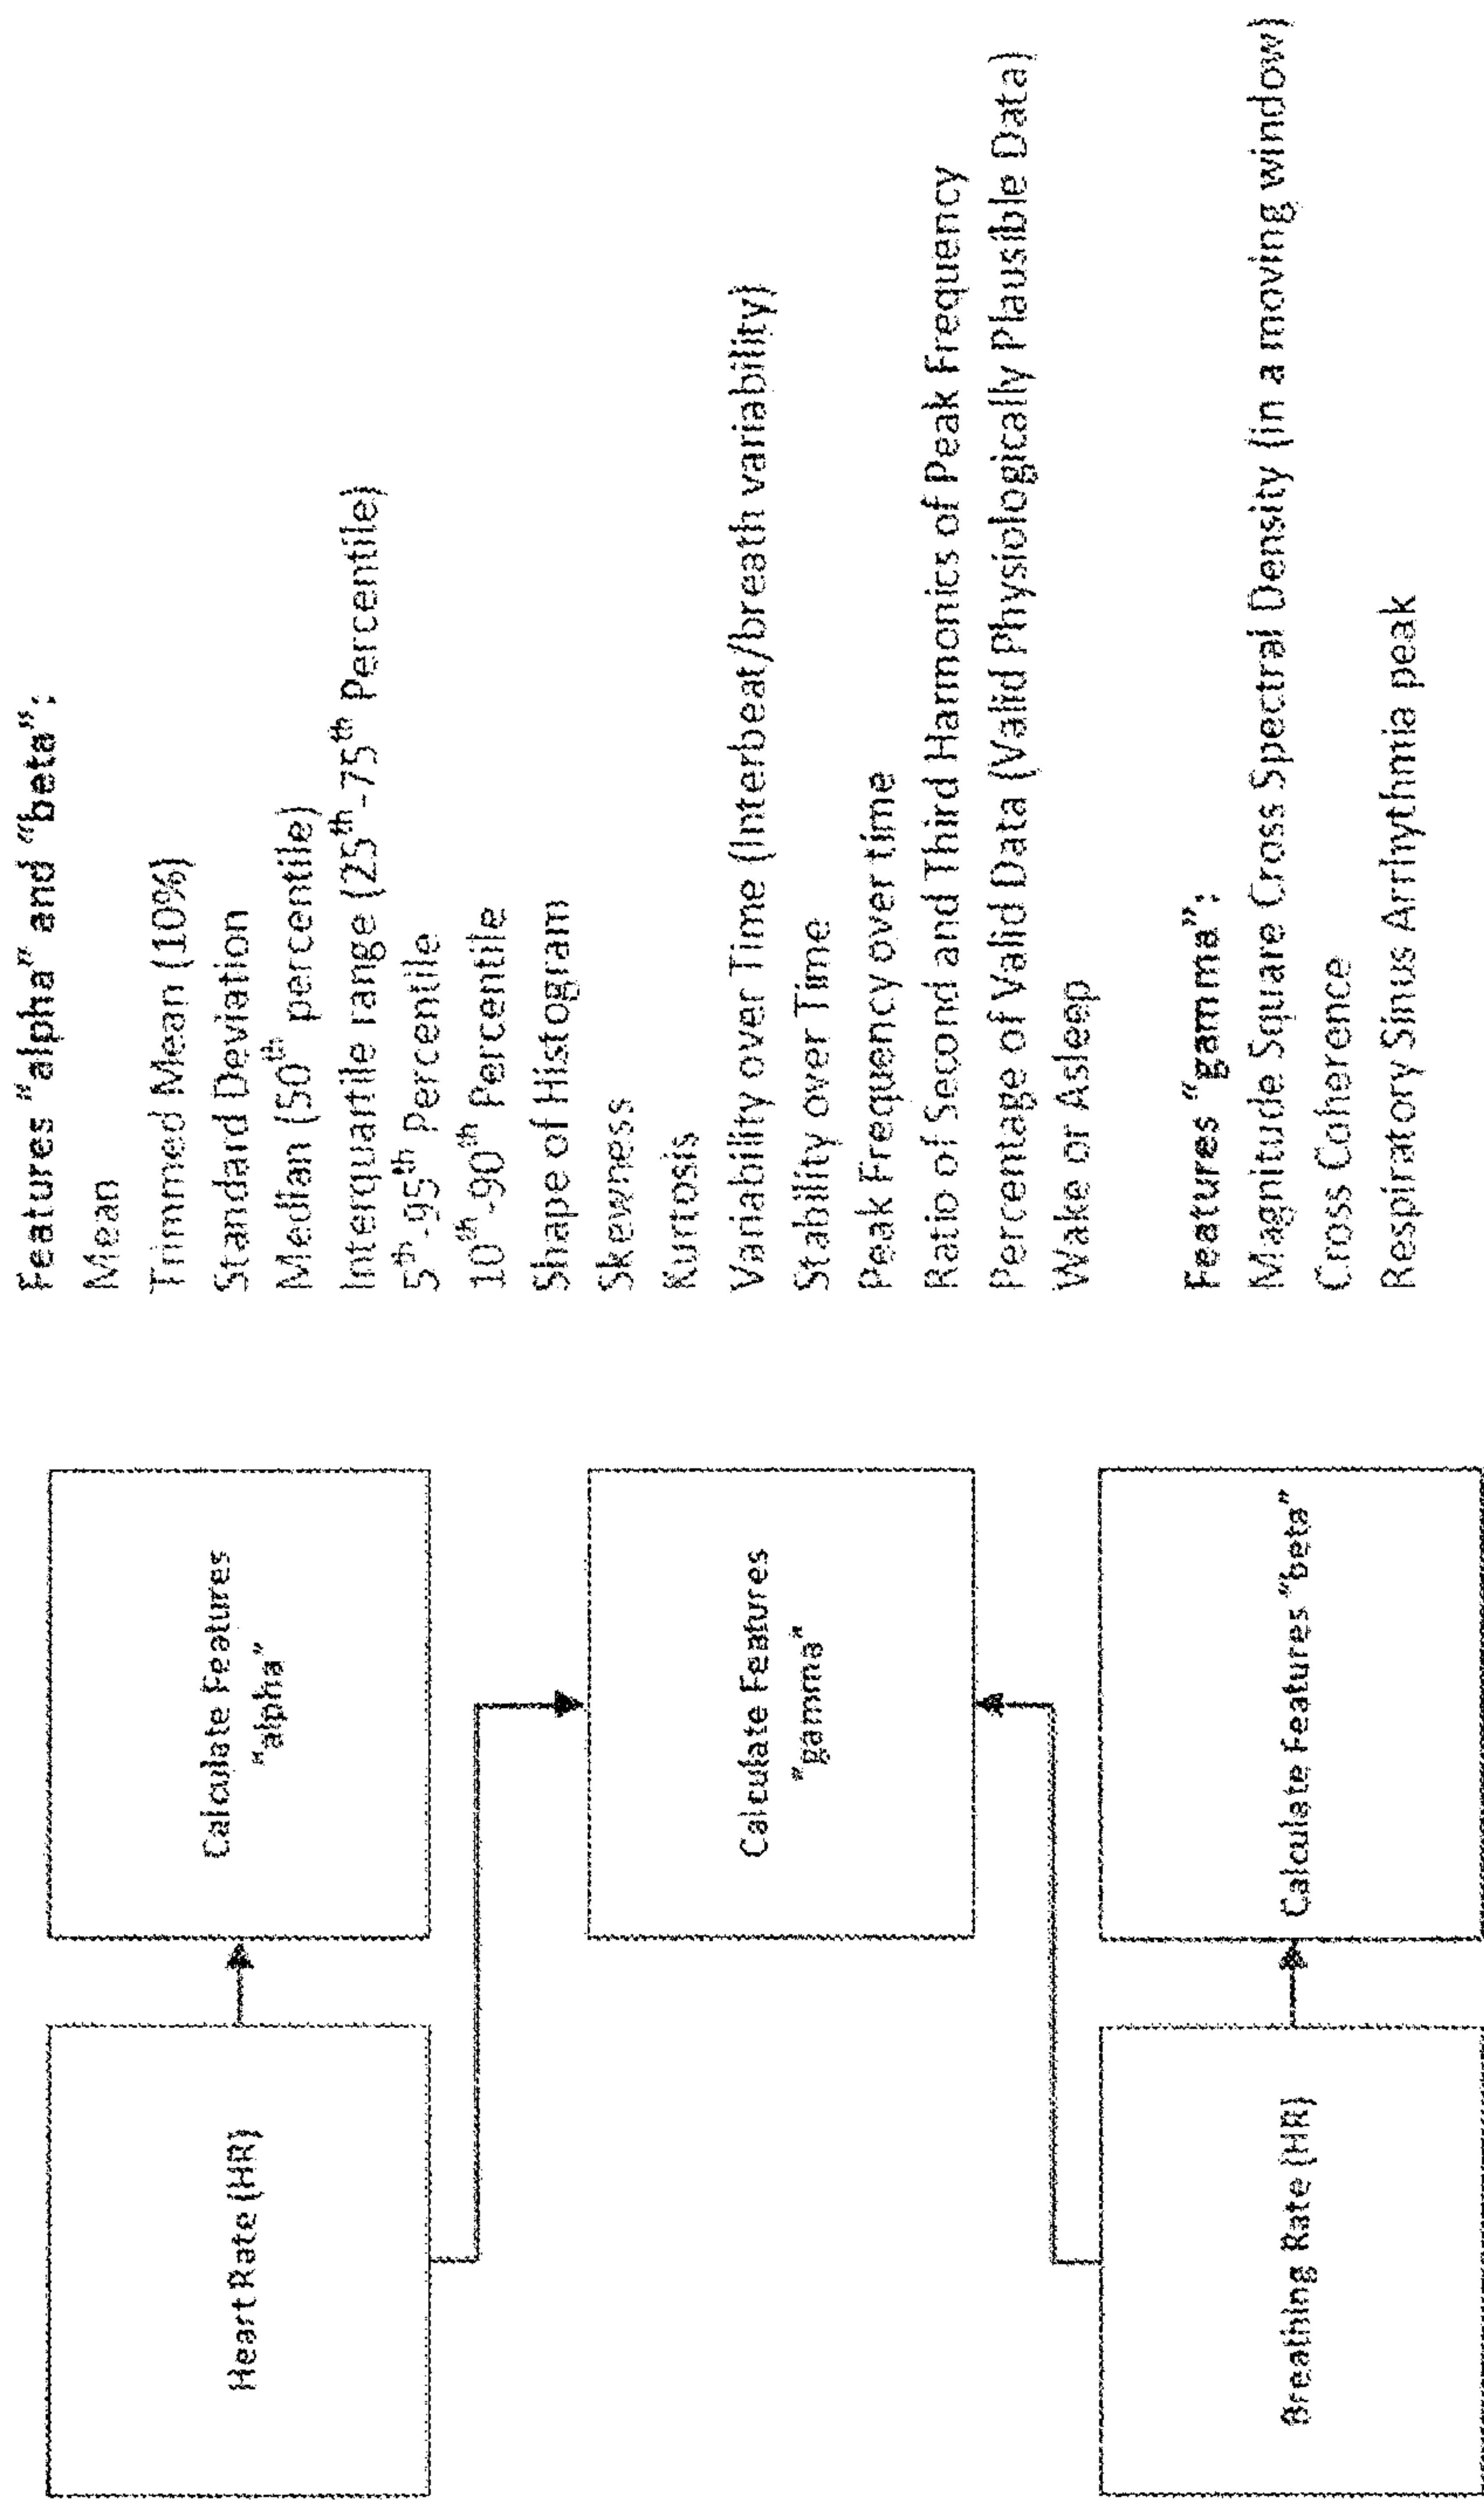 Heart Rate (HR)
Calculate Features
"alpha"
Calculate Features
"gamma"
Breathing Rate (HR)
Calculate Features "beta"
Features "alpha" and "beta":
Mean
Trimmed Mean (10%)
Standard Deviation
Median (50th percentile)
Interquartile range (25th-75th Percentile)
5th-95th Percentile
10th-90th Percentile
Shape of Histogram
Skewness
Kurtosis
Variability over Time (Interbeat/breath variability)
Stability over Time
Peak Frequency over time
Ratio of Second and Third Harmonics of Peak Frequency
Percentage of Valid Data (Valid Physiologically Plausible Data)
Wake or Asleep
Features "gamma":
Magnitude Square Cross Spectral Density (in a moving window)
Cross Coherence
Respiratory Sinus Arrhythmia peak